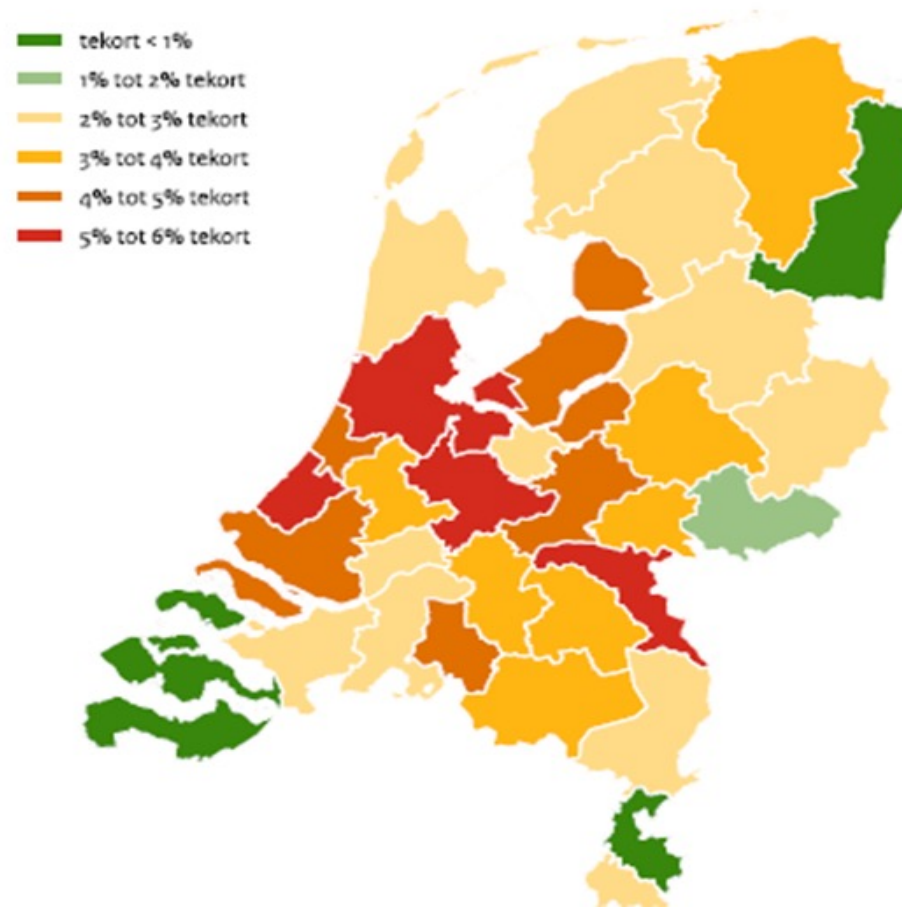 tekort < 1%
1% tot 2% tekort
2% tot 3% tekort
3% tot 4% tekort
4% tot 5% tekort
5% tot 6% tekort